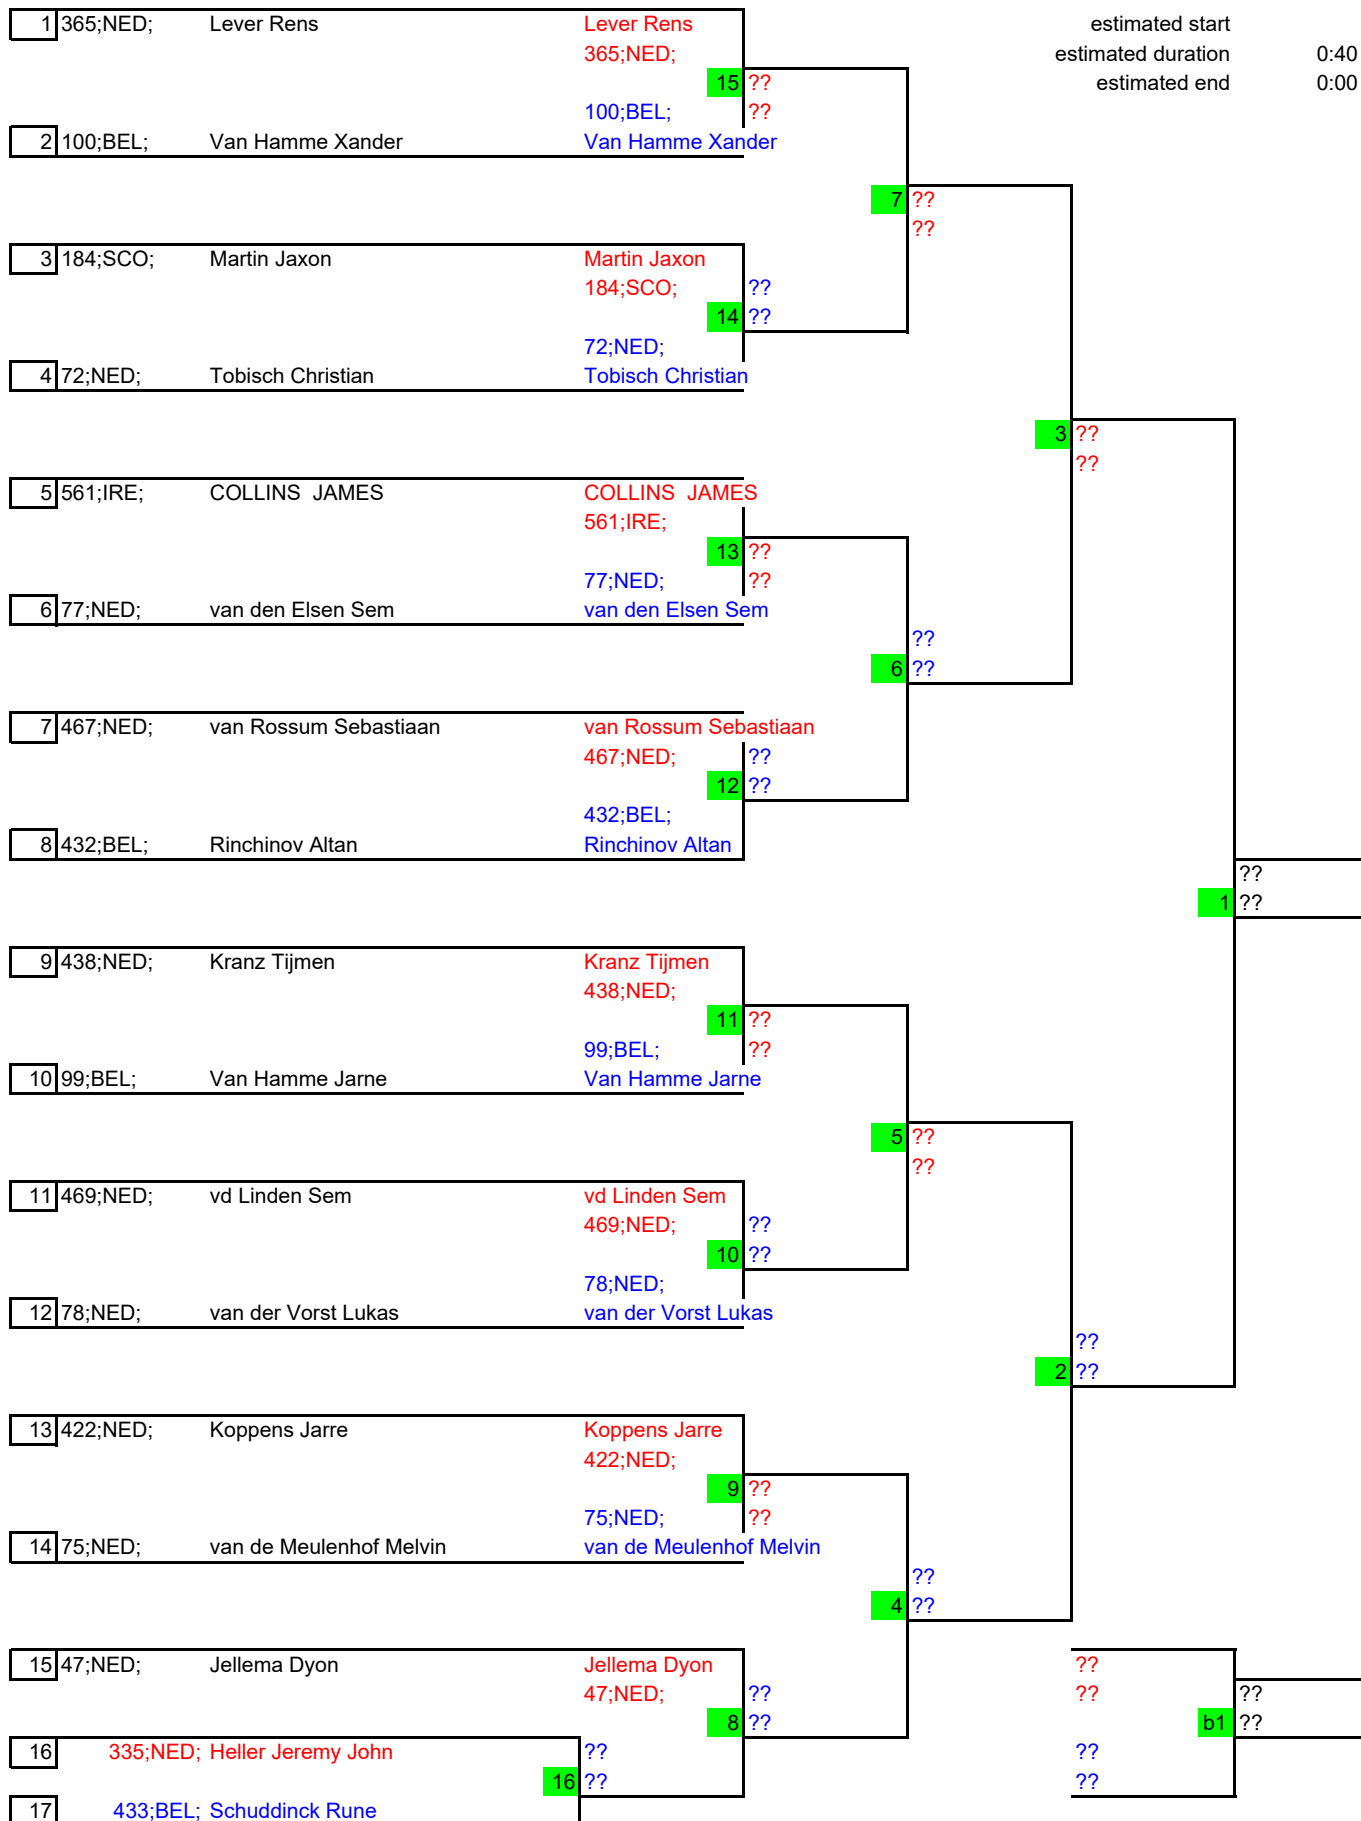 1 365;NED; Lever Rens Lever Rens estimated start
365;NED; estimated duration 0:40
15 ?? estimated end 0:00
100;BEL; ??
2 100;BEL; Van Hamme Xander Van Hamme Xander
7 ??
??
3 184;SCO; Martin Jaxon Martin Jaxon
184;SCO; ??
14 ??
72;NED;
4 72;NED; Tobisch Christian Tobisch Christian
3 ??
??
5 561;IRE; COLLINS JAMES COLLINS JAMES
561;IRE;
13 ??
77;NED; ??
6 77;NED; van den Elsen Sem van den Elsen Sem
??
6 ??
7 467;NED; van Rossum Sebastiaan van Rossum Sebastiaan
467;NED; ??
12 ??
432;BEL;
8 432;BEL; Rinchinov Altan Rinchinov Altan
??
1 ??
9 438;NED; Kranz Tijmen Kranz Tijmen
438;NED;
11 ??
99;BEL; ??
10 99;BEL; Van Hamme Jarne Van Hamme Jarne
5 ??
??
11 469;NED; vd Linden Sem vd Linden Sem
469;NED; ??
10 ??
78;NED;
12 78;NED; van der Vorst Lukas van der Vorst Lukas
??
2 ??
13 422;NED; Koppens Jarre Koppens Jarre
422;NED;
9 ??
75;NED; ??
14 75;NED; van de Meulenhof Melvin van de Meulenhof Melvin
??
4 ??
15 47;NED; Jellema Dyon Jellema Dyon ??
47;NED; ?? ?? ??
8 ?? b1 ??
16 335;NED; Heller Jeremy John ?? ??
16 ?? ??
17 433;BEL; Schuddinck Rune